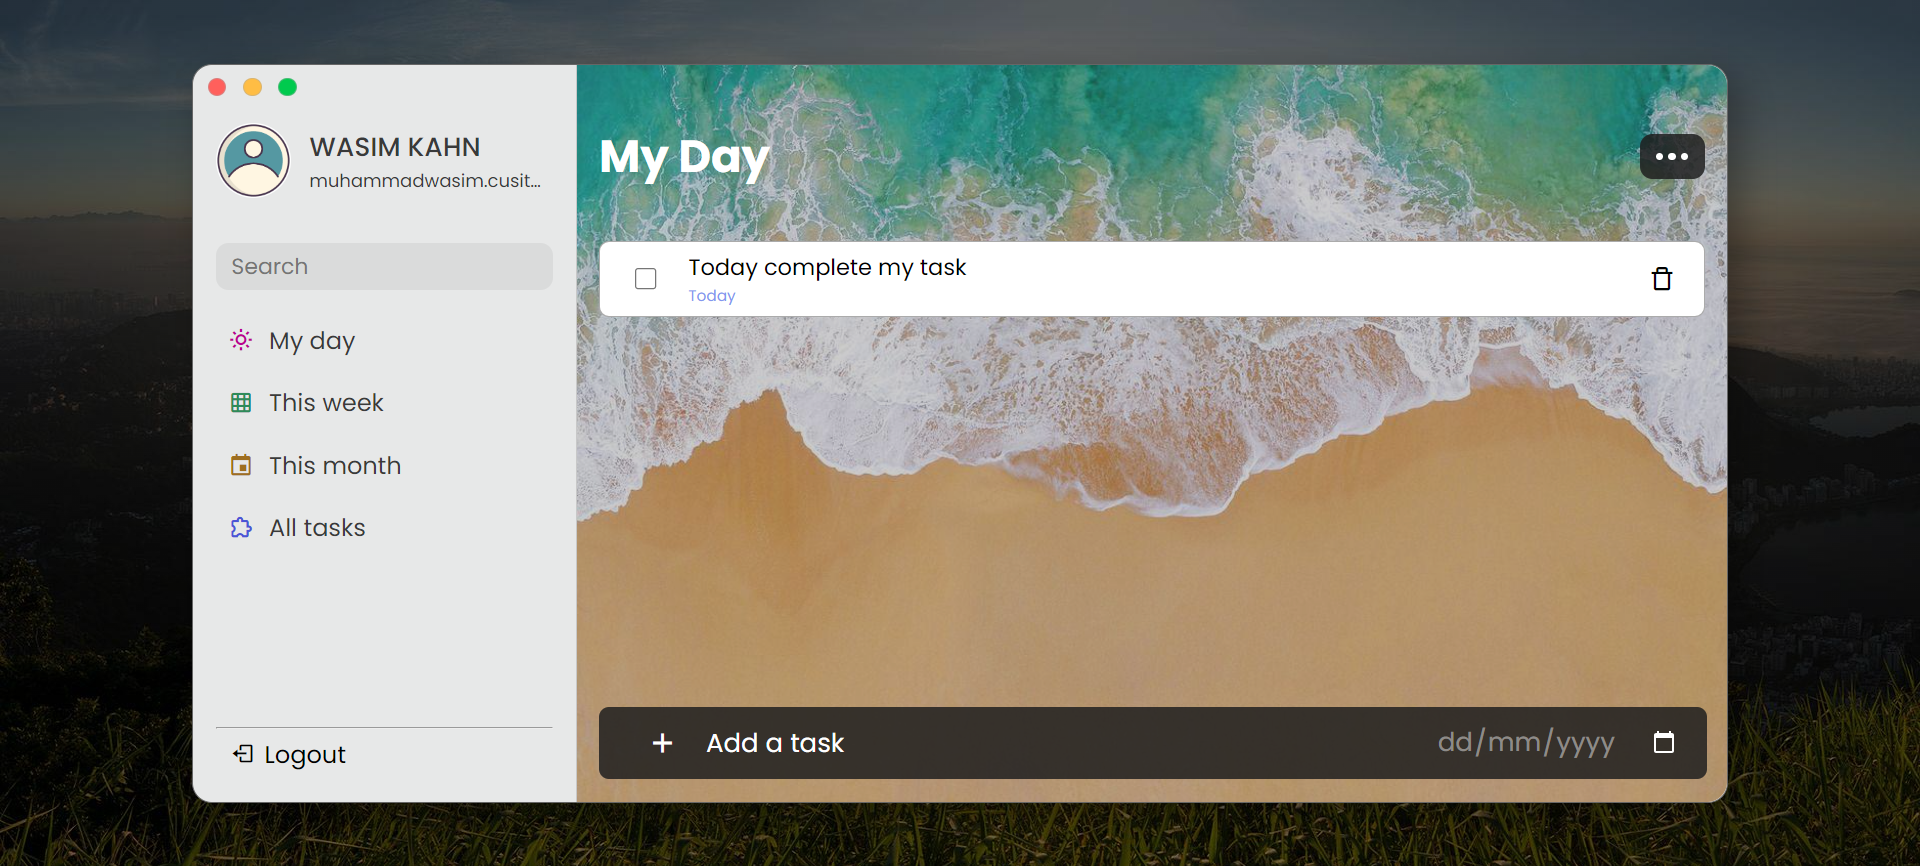 WASIM KAHN
muhammadwasim.cusit...
Search
My day
This week
This month
All tasks
Logout
My Day
Today complete my task
Today
Add a task
dd/mm/yyyy